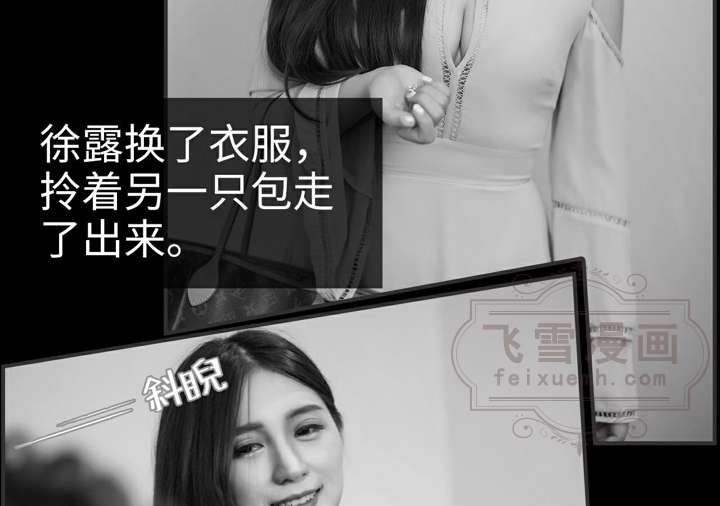 徐露换了衣服，
拎着另一只包走
了出来。
斜睨
飞雪漫画
feixuemh.com